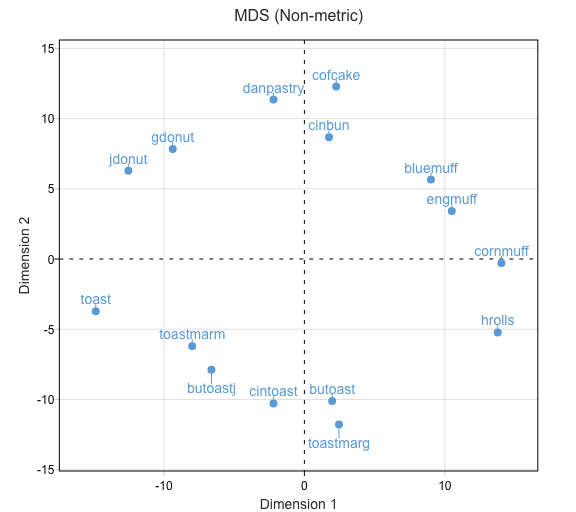 MDS (Non-metric)
15
cofcake
danpastry
10
cinbun
gdonut
jdonut
bluemuff
5
engmuff
cornmuff
0
toast
hrolls
-5
toastmarm
butoastj
cintoast
butoast
-10
toastmarg
-15
-10
0
10
Dimension 1
Dimension 2